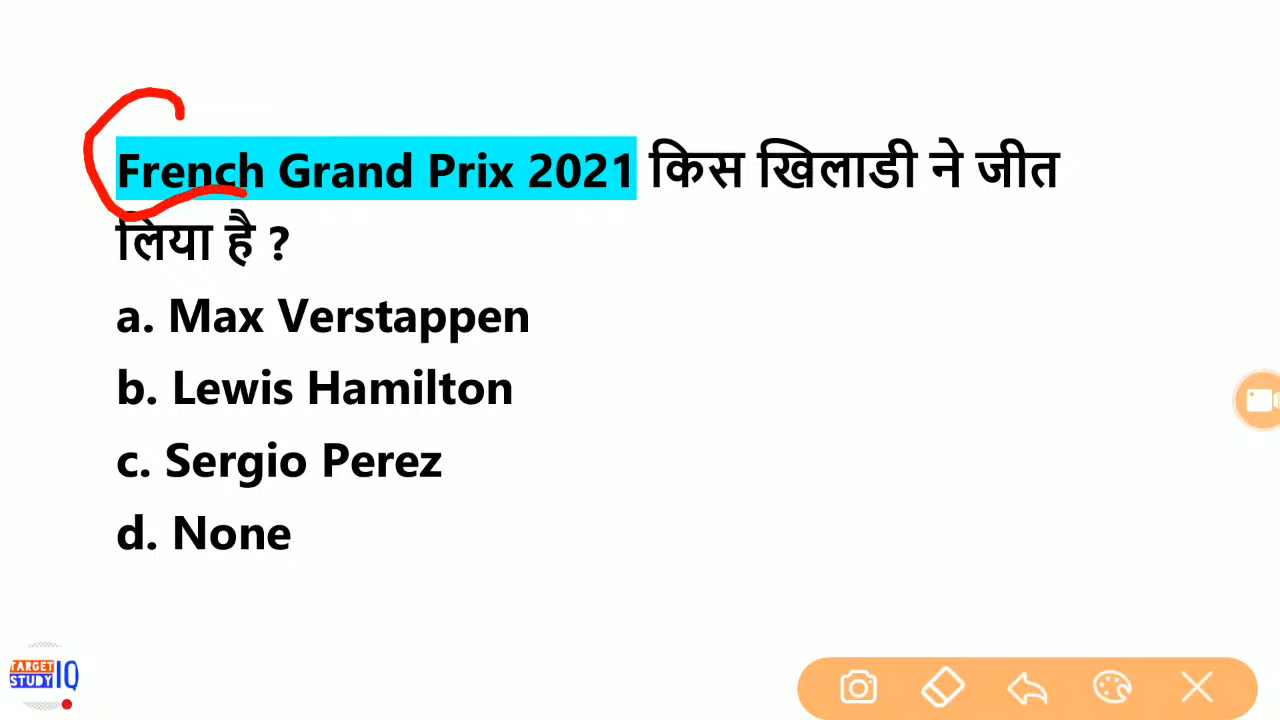 French Grand Prix 2021 किस खिलाडी ने जीत
लिया है ?
a. Max Verstappen
b. Lewis Hamilton
c. Sergio Perez
d. None
TARGET
STUDY IQ